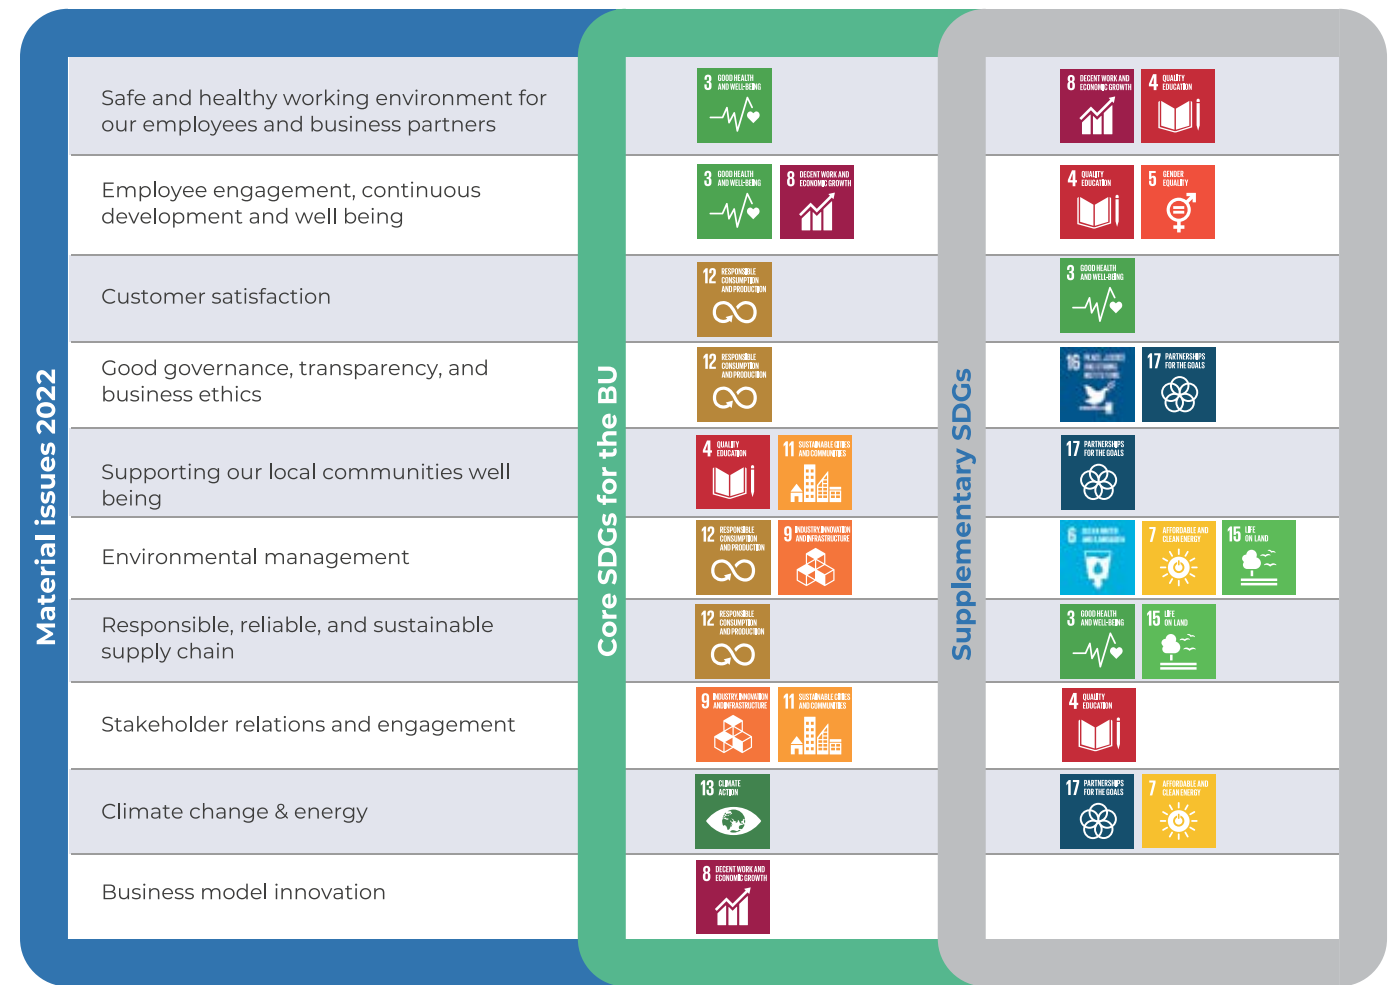 Material issues 2022
Core SDGs for the BU
Supplementary SDGs
Safe and healthy working environment for
our employees and business partners
3 GOOD HEALTH
AND WELL-BEING
8 DECENT WORK AND
ECONOMIC GROWTH
4 QUALITY
EDUCATION
Employee engagement, continuous
development and well being
3 GOOD HEALTH
AND WELL-BEING
8 DECENT WORK AND
ECONOMIC GROWTH
4 QUALITY
EDUCATION
5 GENDER
EQUALITY
Customer satisfaction
12 RESPONSIBLE
CONSUMPTION
AND PRODUCTION
3 GOOD HEALTH
AND WELL-BEING
Good governance, transparency, and
business ethics
12 RESPONSIBLE
CONSUMPTION
AND PRODUCTION
16
17 PARTNERSHIPS
FOR THE GOALS
Supporting our local communities well
being
4 QUALITY
EDUCATION
11 SUSTAINABLE CITIES
AND COMMUNITIES
17 PARTNERSHIPS
FOR THE GOALS
Environmental management
12 RESPONSIBLE
CONSUMPTION
AND PRODUCTION
9 INDUSTRY, INNOVATION
AND INFRASTRUCTURE
6
7 AFFORDABLE AND
CLEAN ENERGY
15 LIFE
ON LAND
Responsible, reliable, and sustainable
supply chain
12 RESPONSIBLE
CONSUMPTION
AND PRODUCTION
3 GOOD HEALTH
AND WELL-BEING
15 LIFE
ON LAND
Stakeholder relations and engagement
9 INDUSTRY, INNOVATION
AND INFRASTRUCTURE
11 SUSTAINABLE CITIES
AND COMMUNITIES
4 QUALITY
EDUCATION
Climate change & energy
13 CLIMATE
ACTION
17 PARTNERSHIPS
FOR THE GOALS
7 AFFORDABLE AND
CLEAN ENERGY
Business model innovation
8 DECENT WORK AND
ECONOMIC GROWTH